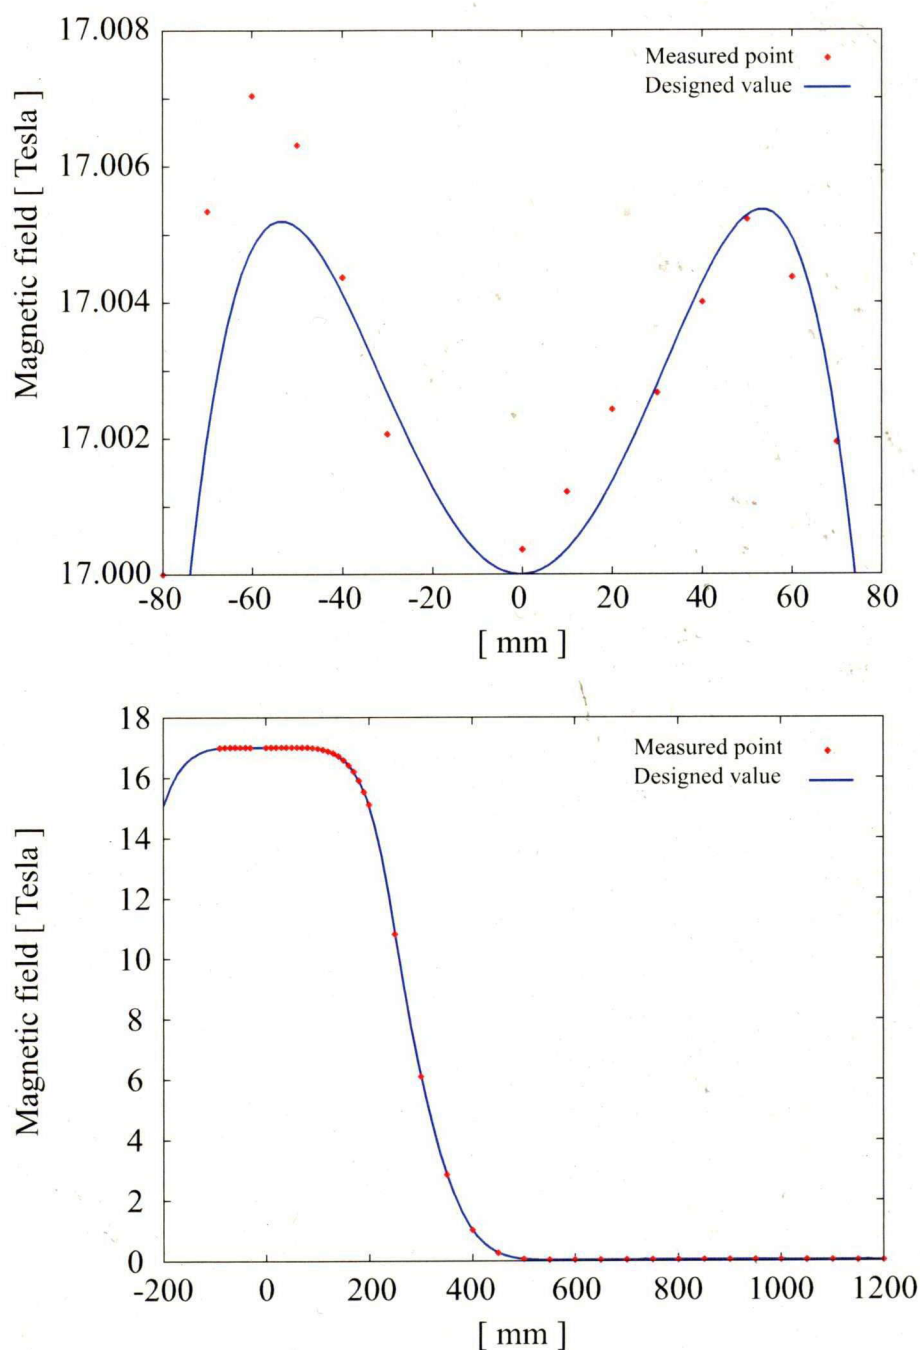 17.008
17.006
17.004
17.002
17.000
Magnetic field [ Tesla ]
Measured point
Designed value
-80 -60 -40 -20 0 20 40 60 80
[ mm ]
18
16
14
12
10
8
6
4
2
0
Magnetic field [ Tesla ]
Measured point
Designed value
-200 0 200 400 600 800 1000 1200
[ mm ]